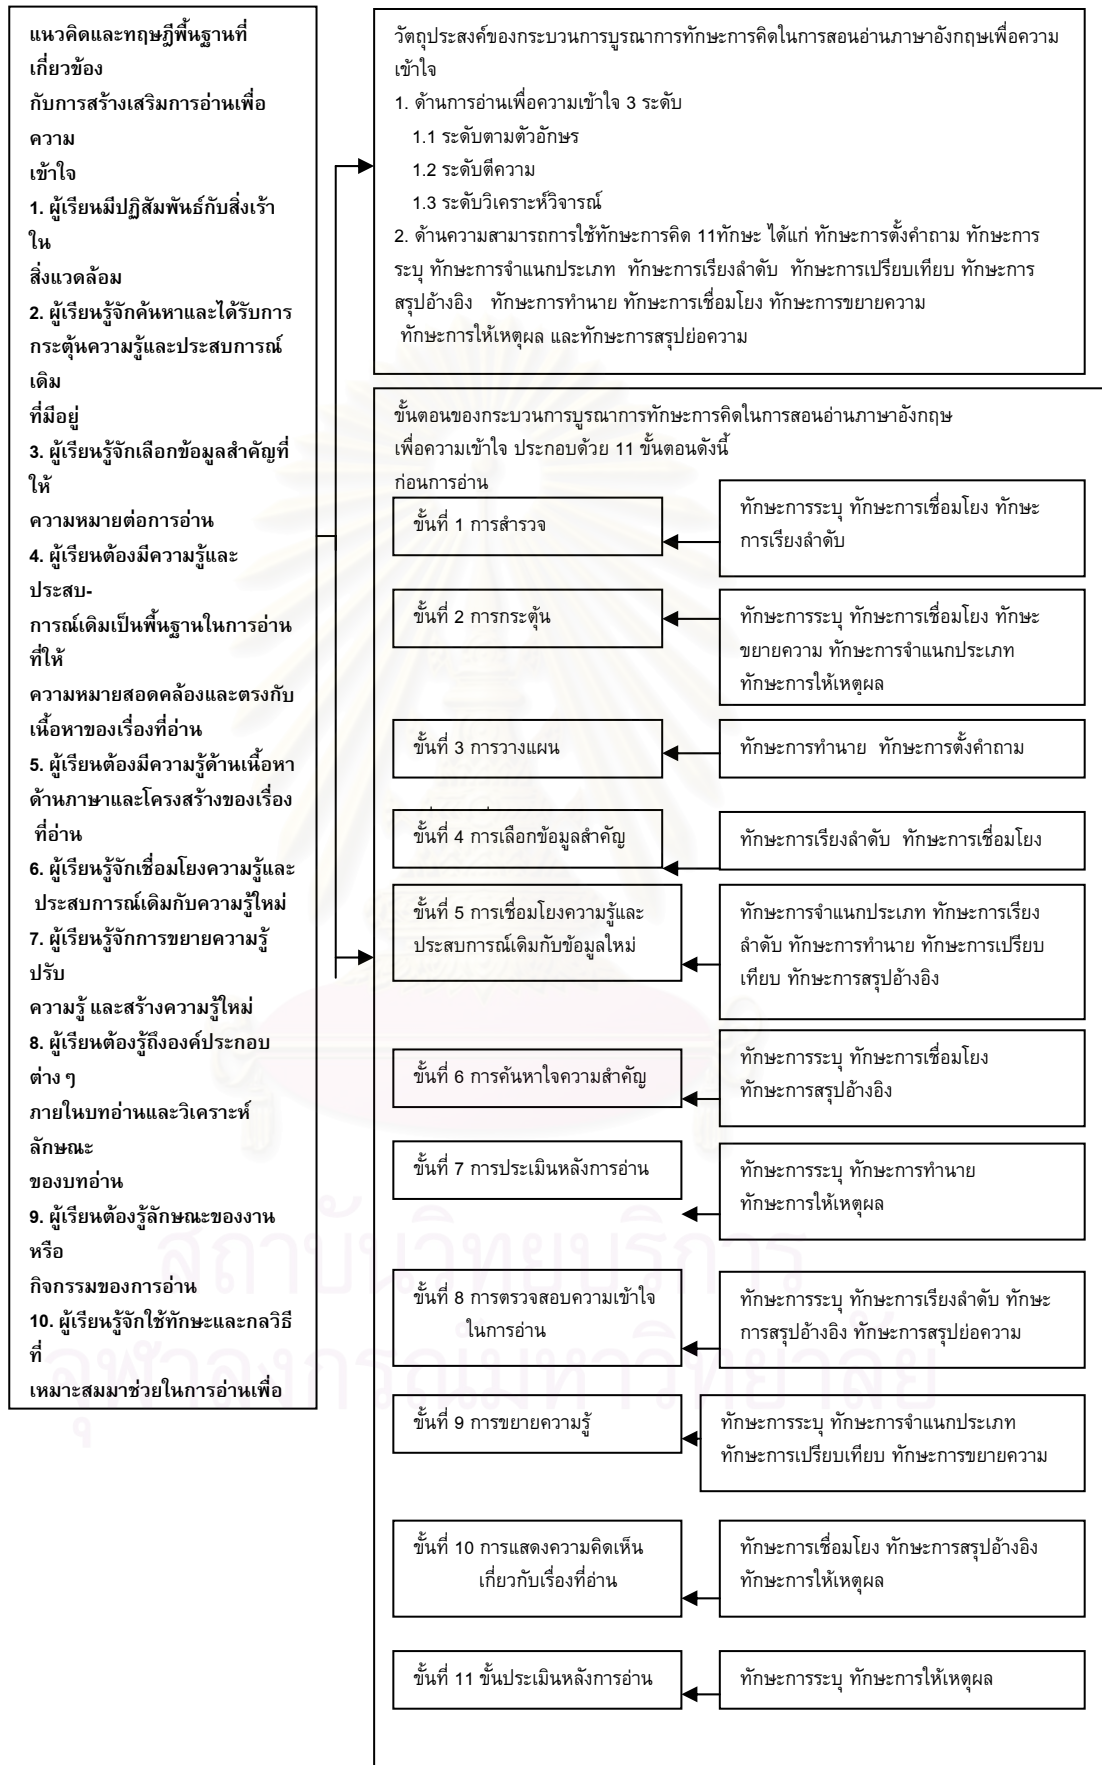 แนวคิดและทฤษฎีพื้นฐานที่
เกี่ยวข้อง
กับการสร้างเสริมการอ่านเพื่อ
ความ
เข้าใจ
1. ผู้เรียนมีปฏิสัมพันธ์กับสิ่งเร้า
ใน
สิ่งแวดล้อม
2. ผู้เรียนรู้จักค้นหาและได้รับการ
กระตุ้นความรู้และประสบการณ์
เดิม
ที่มีอยู่
3. ผู้เรียนรู้จักเลือกข้อมูลสำคัญที่
ให้
ความหมายต่อการอ่าน
4. ผู้เรียนต้องมีความรู้และ
ประสบ-
การณ์เดิมเป็นพื้นฐานในการอ่าน
ที่ให้
ความหมายสอดคล้องและตรงกับ
เนื้อหาของเรื่องที่อ่าน
5. ผู้เรียนต้องมีความรู้ด้านเนื้อหา
ด้านภาษาและโครงสร้างของเรื่อง
ที่อ่าน
6. ผู้เรียนรู้จักเชื่อมโยงความรู้และ
ประสบการณ์เดิมกับความรู้ใหม่
7. ผู้เรียนรู้จักการขยายความรู้
ปรับ
ความรู้ และสร้างความรู้ใหม่
8. ผู้เรียนต้องรู้ถึงองค์ประกอบ
ต่าง ๆ
ภายในบทอ่านและวิเคราะห์
ลักษณะ
ของบทอ่าน
9. ผู้เรียนต้องรู้ลักษณะของงาน
หรือ
กิจกรรมของการอ่าน
10. ผู้เรียนรู้จักใช้ทักษะและกลวิธี
ที่
เหมาะสมมาช่วยในการอ่านเพื่อ
วัตถุประสงค์ของกระบวนการบูรณาการทักษะการคิดในการสอนอ่านภาษาอังกฤษเพื่อความ
เข้าใจ
1. ด้านการอ่านเพื่อความเข้าใจ 3 ระดับ
1.1 ระดับตามตัวอักษร
1.2 ระดับตีความ
1.3 ระดับวิเคราะห์วิจารณ์
2. ด้านความสามารถการใช้ทักษะการคิด 11ทักษะ ได้แก่ ทักษะการตั้งคำถาม ทักษะการ
ระบุ ทักษะการจำแนกประเภท ทักษะการเรียงลำดับ ทักษะการเปรียบเทียบ ทักษะการ
สรุปอ้างอิง ทักษะการทำนาย ทักษะการเชื่อมโยง ทักษะการขยายความ
ทักษะการให้เหตุผล และทักษะการสรุปย่อความ
ขั้นตอนของกระบวนการบูรณาการทักษะการคิดในการสอนอ่านภาษาอังกฤษ
เพื่อความเข้าใจ ประกอบด้วย 11 ขั้นตอนดังนี้
ก่อนการอ่าน
ขั้นที่ 1 การสำรวจ
ทักษะการระบุ ทักษะการเชื่อมโยง ทักษะ
การเรียงลำดับ
ขั้นที่ 2 การกระตุ้น
ทักษะการระบุ ทักษะการเชื่อมโยง ทักษะ
ขยายความ ทักษะการจำแนกประเภท
ทักษะการให้เหตุผล
ขั้นที่ 3 การวางแผน
ทักษะการทำนาย ทักษะการตั้งคำถาม
ขั้นที่ 4 การเลือกข้อมูลสำคัญ
ทักษะการเรียงลำดับ ทักษะการเชื่อมโยง
ขั้นที่ 5 การเชื่อมโยงความรู้และ
ประสบการณ์เดิมกับข้อมูลใหม่
ทักษะการจำแนกประเภท ทักษะการเรียง
ลำดับ ทักษะการทำนาย ทักษะการเปรียบ
เทียบ ทักษะการสรุปอ้างอิง
ขั้นที่ 6 การค้นหาใจความสำคัญ
ทักษะการระบุ ทักษะการเชื่อมโยง
ทักษะการสรุปอ้างอิง
ขั้นที่ 7 การประเมินหลังการอ่าน
ทักษะการระบุ ทักษะการทำนาย
ทักษะการให้เหตุผล
ขั้นที่ 8 การตรวจสอบความเข้าใจ
ในการอ่าน
ทักษะการระบุ ทักษะการเรียงลำดับ ทักษะ
การสรุปอ้างอิง ทักษะการสรุปย่อความ
ขั้นที่ 9 การขยายความรู้
ทักษะการระบุ ทักษะการจำแนกประเภท
ทักษะการเปรียบเทียบ ทักษะการขยายความ
ขั้นที่ 10 การแสดงความคิดเห็น
เกี่ยวกับเรื่องที่อ่าน
ทักษะการเชื่อมโยง ทักษะการสรุปอ้างอิง
ทักษะการให้เหตุผล
ขั้นที่ 11 ขั้นประเมินหลังการอ่าน
ทักษะการระบุ ทักษะการให้เหตุผล
สถาบันวิทยบริการ
จุฬาลงกรณ์มหาวิทยาลัย